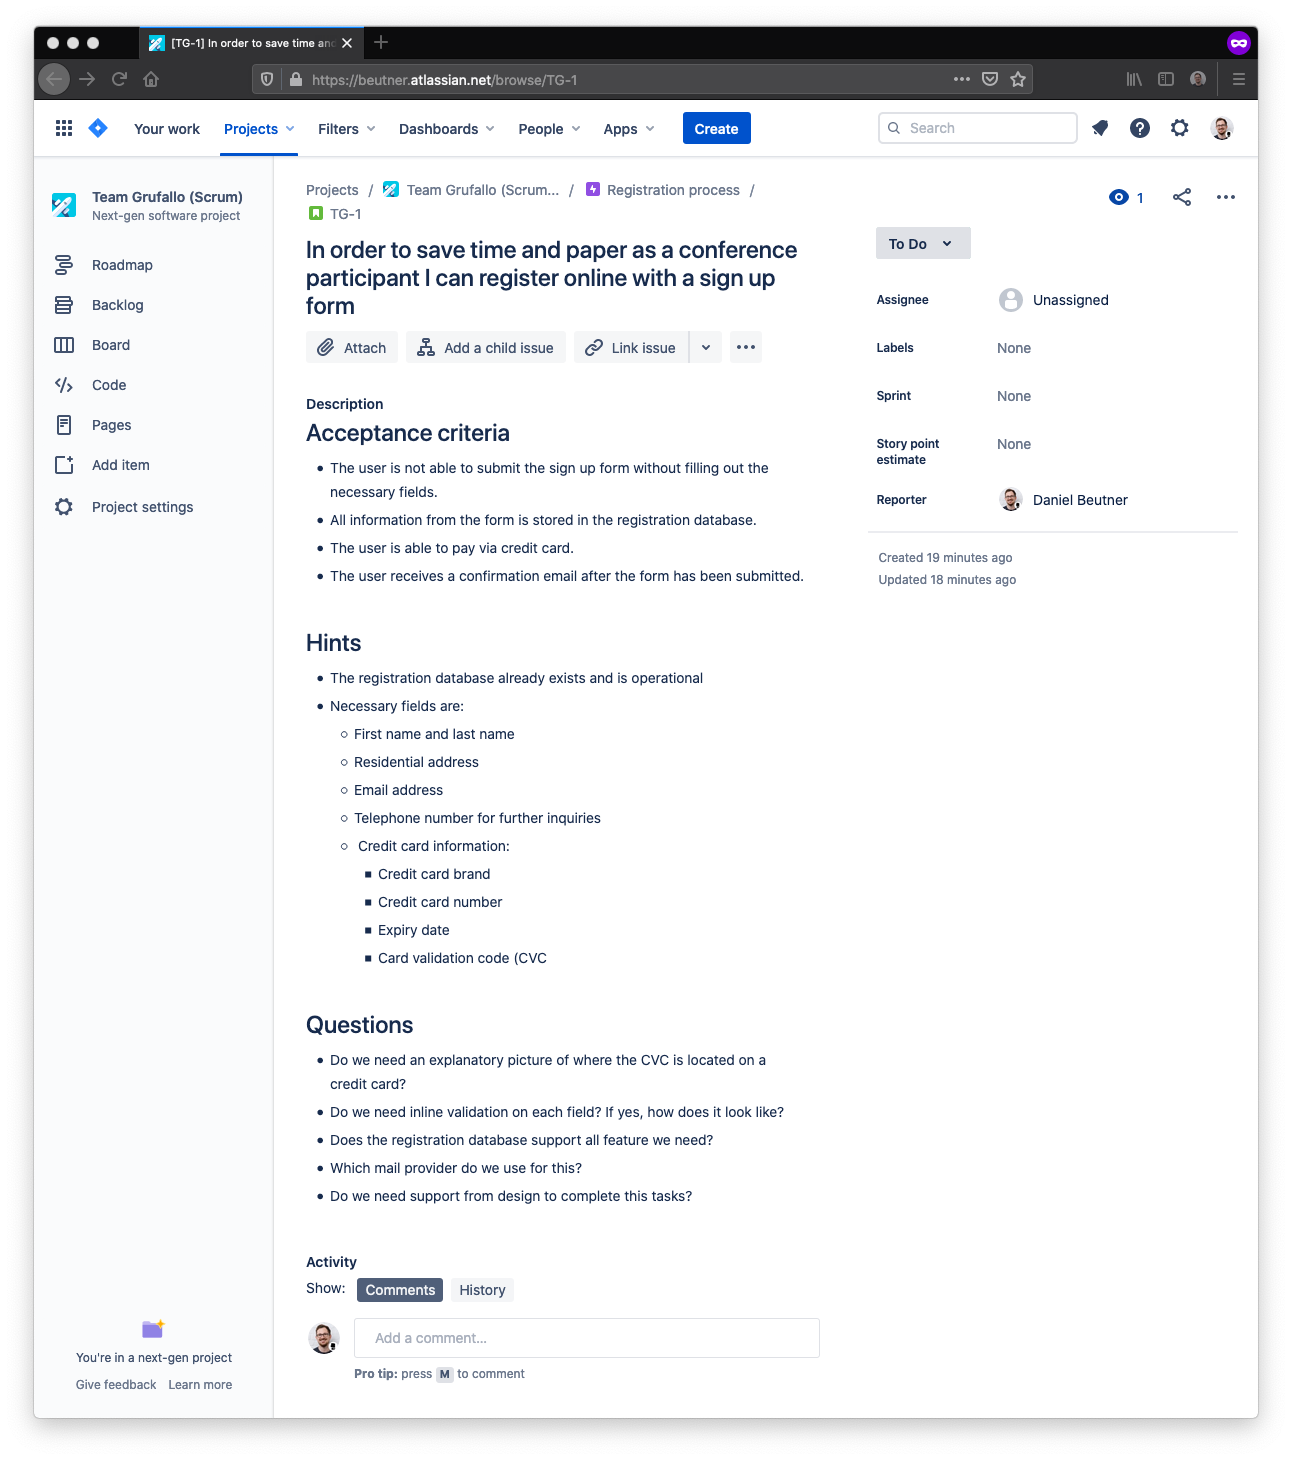 [TG-1] In order to save time an
https://beutner.atlassian.net/browse/TG-1
Your work Projects Filters Dashboards People Apps Create Search
Team Grufallo (Scrum)
Next-gen software project
Roadmap
Backlog
Board
Code
Pages
Add item
Project settings
You're in a next-gen project
Give feedback Learn more
Projects / Team Grufallo (Scrum... / Registration process /
TG-1
In order to save time and paper as a conference
participant I can register online with a sign up
form
Attach Add a child issue Link issue
Description
Acceptance criteria
• The user is not able to submit the sign up form without filling out the
necessary fields.
• All information from the form is stored in the registration database.
• The user is able to pay via credit card.
• The user receives a confirmation email after the form has been submitted.
Hints
• The registration database already exists and is operational
• Necessary fields are:
○ First name and last name
○ Residential address
○ Email address
○ Telephone number for further inquiries
○ Credit card information:
■ Credit card brand
■ Credit card number
■ Expiry date
■ Card validation code (CVC
Questions
• Do we need an explanatory picture of where the CVC is located on a
credit card?
• Do we need inline validation on each field? If yes, how does it look like?
• Does the registration database support all feature we need?
• Which mail provider do we use for this?
• Do we need support from design to complete this tasks?
Activity
Show: Comments History
Add a comment...
Pro tip: press M to comment
1
To Do
Assignee Unassigned
Labels None
Sprint None
Story point
estimate None
Reporter Daniel Beutner
Created 19 minutes ago
Updated 18 minutes ago